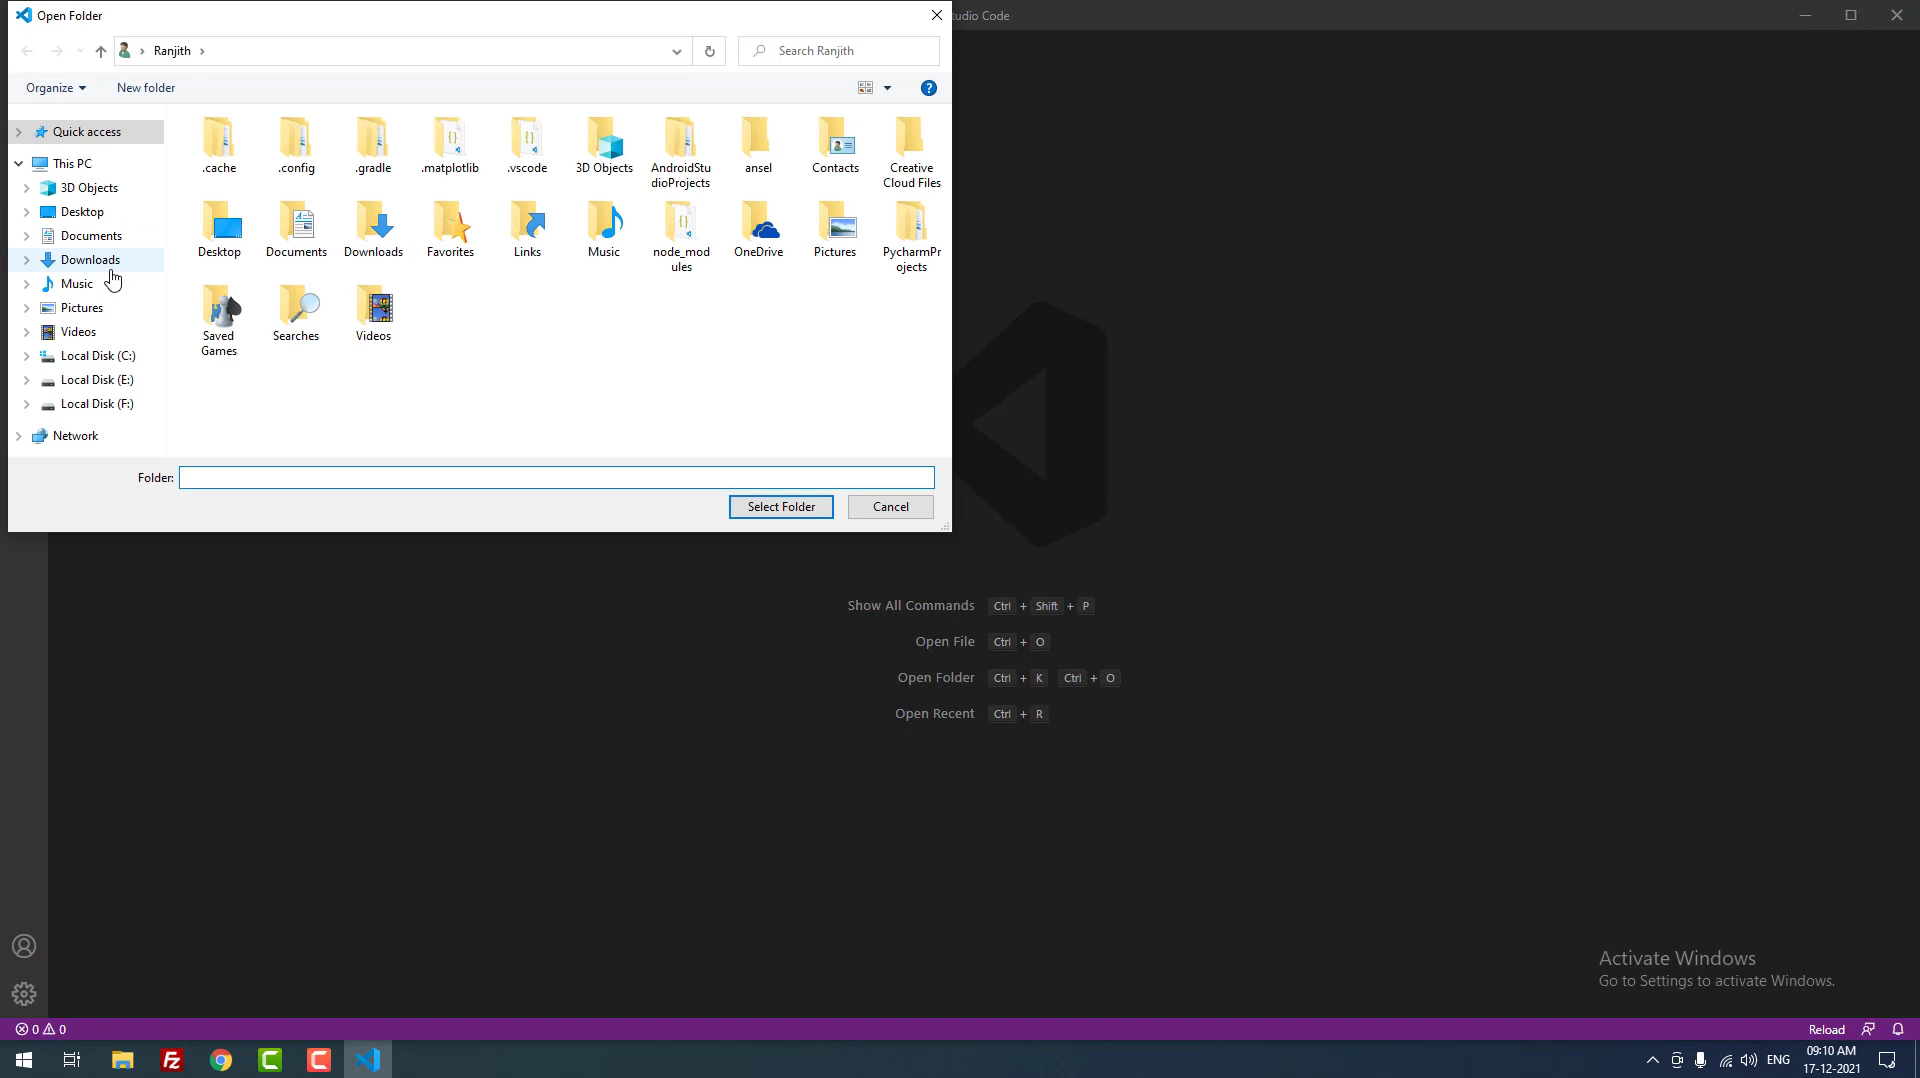 Open Folder
tudio Code
Ranjith
Search Ranjith
Organize
New folder
Quick access
This PC
3D Objects
Desktop
Documents
Downloads
Music
Pictures
Videos
Local Disk (C:)
Local Disk (E:)
Local Disk (F:)
Network
.cache
.config
.gradle
.matplotlib
.vscode
3D Objects
AndroidStu
dioProjects
ansel
Contacts
Creative
Cloud Files
Desktop
Documents
Downloads
Favorites
Links
Music
node_mod
ules
OneDrive
Pictures
PycharmPr
ojects
Saved
Games
Searches
Videos
Folder:
Select Folder
Cancel
Show All Commands Ctrl + Shift + P
Open File Ctrl + O
Open Folder Ctrl + K Ctrl + O
Open Recent Ctrl + R
Activate Windows
Go to Settings to activate Windows.
0 0
Reload
Fz
ENG
09:10 AM
17-12-2021